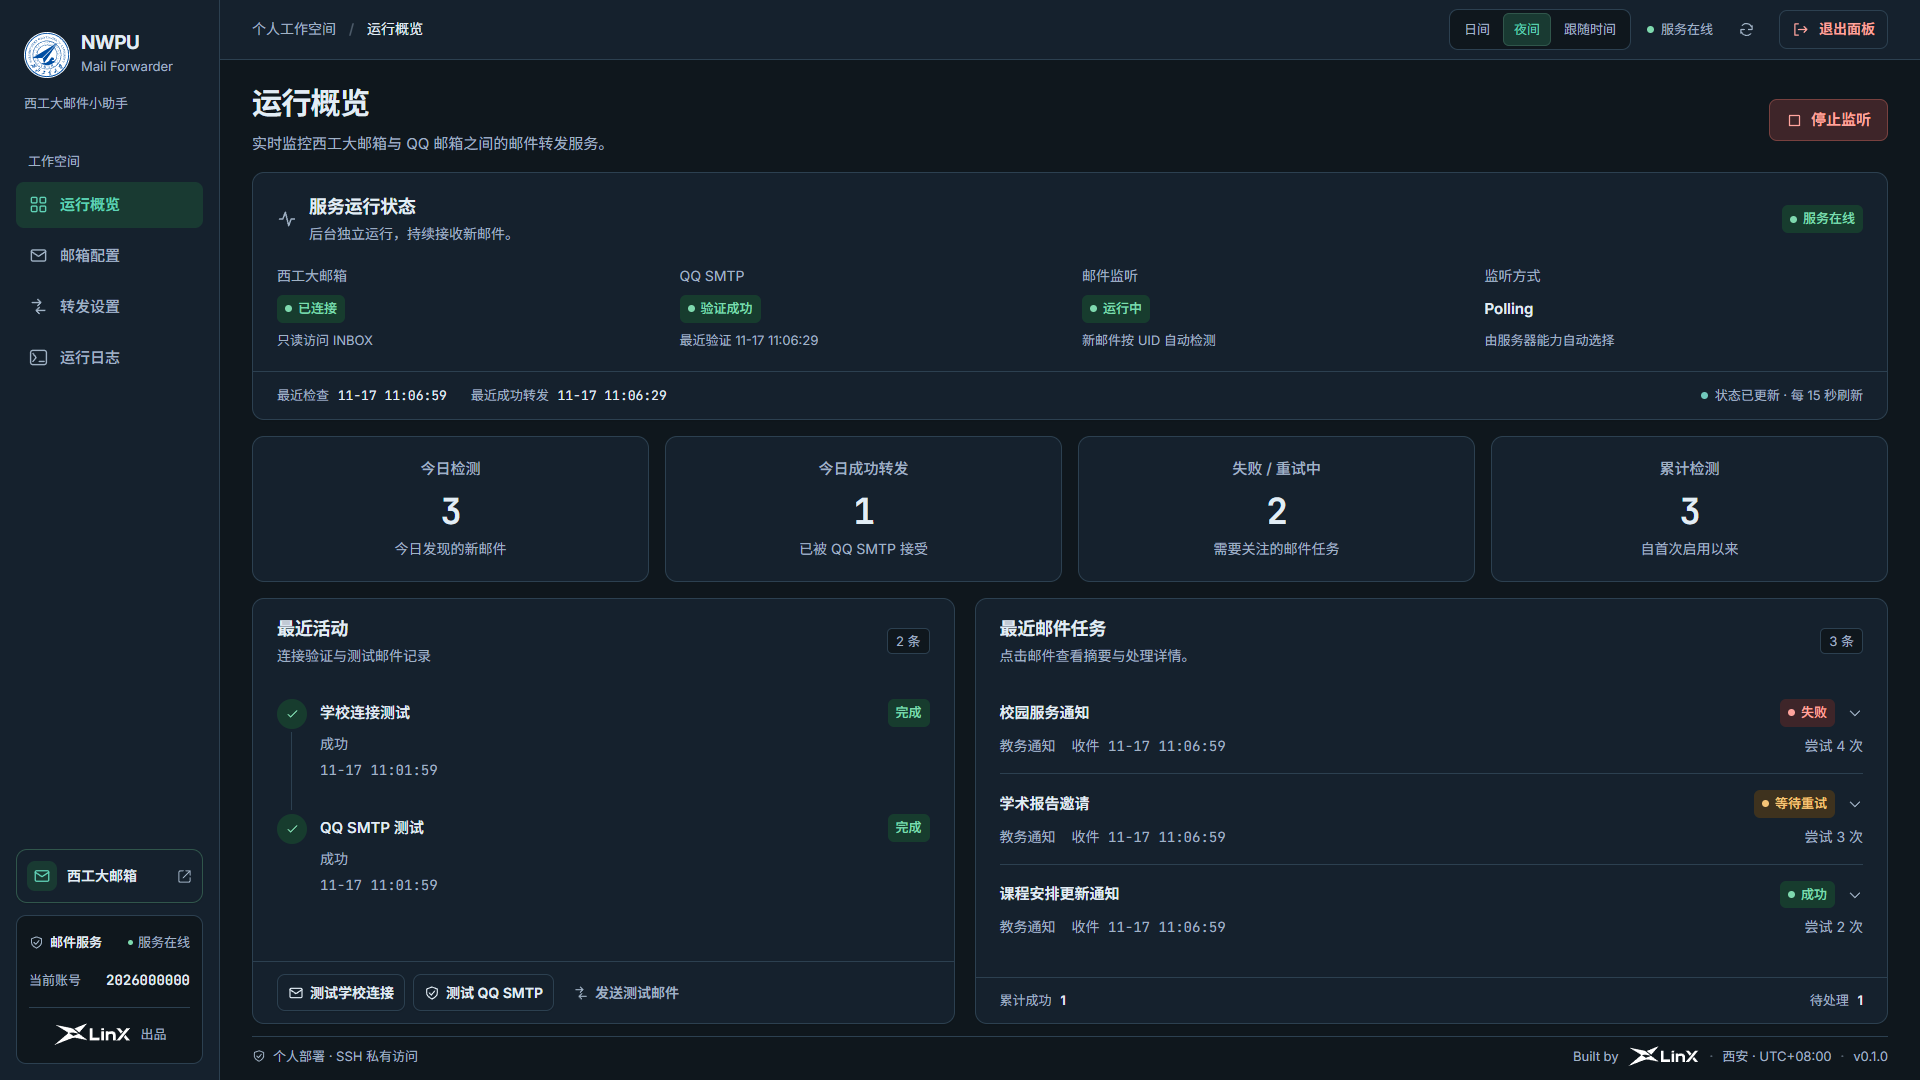 NWPU
Mail Forwarder
西工大邮件小助手
工作空间
运行概览
邮箱配置
转发设置
运行日志
西工大邮箱
邮件服务 服务在线
当前账号 2026000000
LinX 出品
个人工作空间 / 运行概览
日间 夜间 跟随时间 服务在线 退出面板
运行概览
实时监控西工大邮箱与 QQ 邮箱之间的邮件转发服务。
停止监听
服务运行状态
后台独立运行，持续接收新邮件。
服务在线
西工大邮箱
已连接
只读访问 INBOX
QQ SMTP
验证成功
最近验证 11-17 11:06:29
邮件监听
运行中
新邮件按 UID 自动检测
监听方式
Polling
由服务器能力自动选择
最近检查 11-17 11:06:59 最近成功转发 11-17 11:06:29
状态已更新 · 每 15 秒刷新
今日检测
3
今日发现的新邮件
今日成功转发
1
已被 QQ SMTP 接受
失败 / 重试中
2
需要关注的邮件任务
累计检测
3
自首次启用以来
最近活动
连接验证与测试邮件记录
2 条
学校连接测试
完成
成功
11-17 11:01:59
QQ SMTP 测试
完成
成功
11-17 11:01:59
测试学校连接 测试 QQ SMTP 发送测试邮件
最近邮件任务
点击邮件查看摘要与处理详情。
3 条
校园服务通知
失败
教务通知 收件 11-17 11:06:59
尝试 4 次
学术报告邀请
等待重试
教务通知 收件 11-17 11:06:59
尝试 3 次
课程安排更新通知
成功
教务通知 收件 11-17 11:06:59
尝试 2 次
累计成功 1
待处理 1
个人部署 · SSH 私有访问
Built by LinX · 西安 · UTC+08:00 · v0.1.0